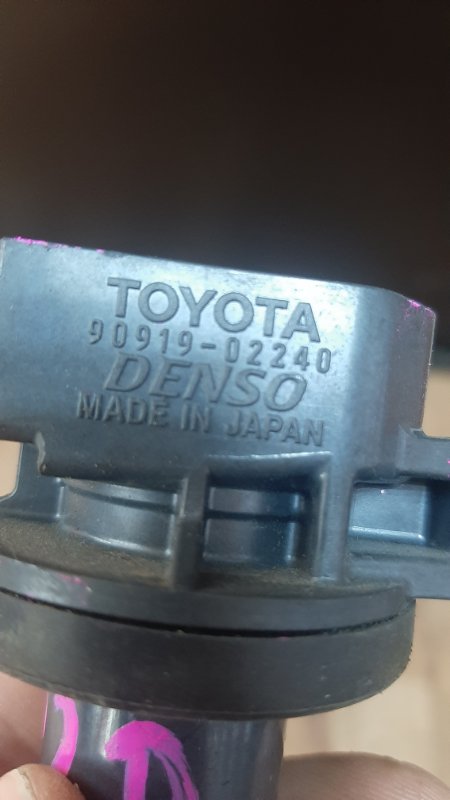 TOYOTA
90919-02240
DENSO
MADE IN JAPAN